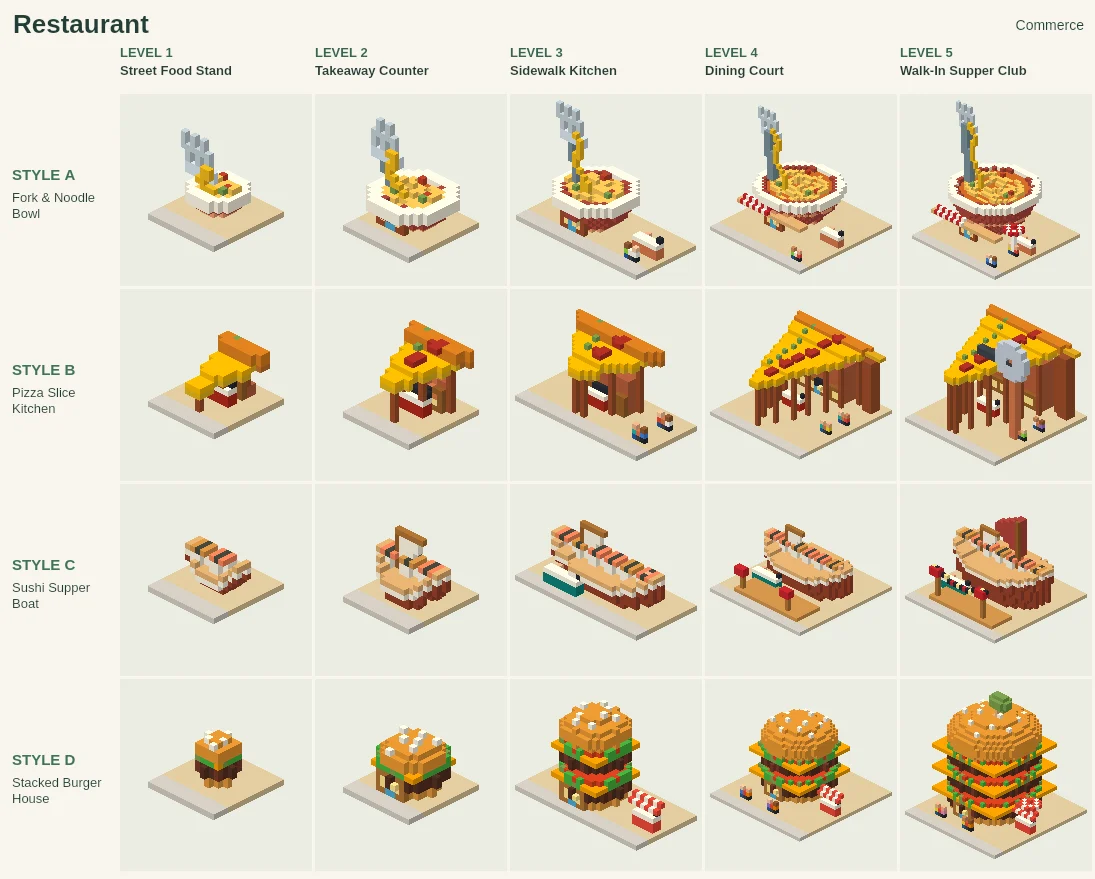 Restaurant
Commerce
LEVEL 1
Street Food Stand
LEVEL 2
Takeaway Counter
LEVEL 3
Sidewalk Kitchen
LEVEL 4
Dining Court
LEVEL 5
Walk-In Supper Club
STYLE A
Fork & Noodle
Bowl
STYLE B
Pizza Slice
Kitchen
STYLE C
Sushi Supper
Boat
STYLE D
Stacked Burger
House